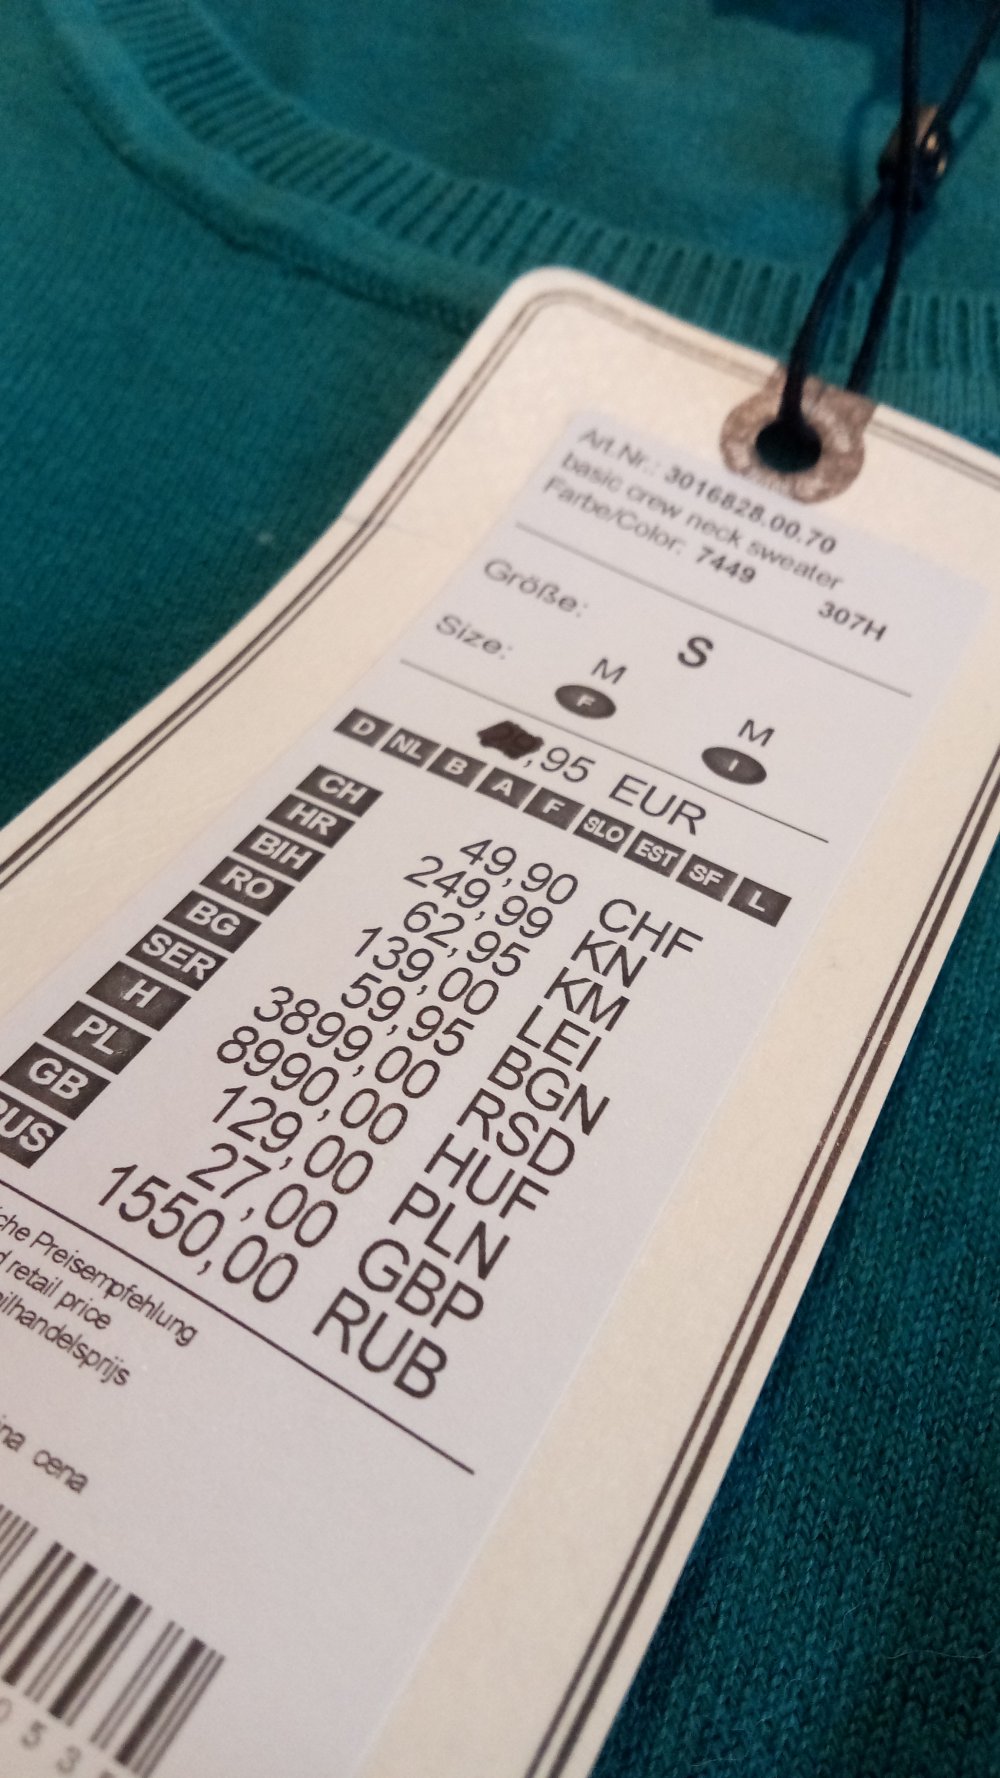 Art.Nr.: 3016828.00.70
basic crew neck sweater
Farbe/Color: 7449 307H
Größe: S
Size: M M
F I
,95 EUR
D NL B A F SLO EST SF L
CH 49,90 CHF
HR 249,99 KN
BIH 62,95 KM
RO 139,00 LEI
BG 59,95 BGN
SER 3899,00 RSD
H 8990,00 HUF
PL 129,00 PLN
GB 27,00 GBP
RUS 1550,00 RUB
Preisempfehlung
retail price
cena
0 5 3